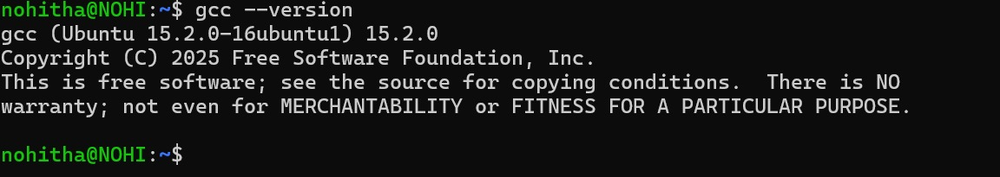 nohitha@NOHI:~$ gcc --version
gcc (Ubuntu 15.2.0-16ubuntu1) 15.2.0
Copyright (C) 2025 Free Software Foundation, Inc.
This is free software; see the source for copying conditions.  There is NO
warranty; not even for MERCHANTABILITY or FITNESS FOR A PARTICULAR PURPOSE.
nohitha@NOHI:~$